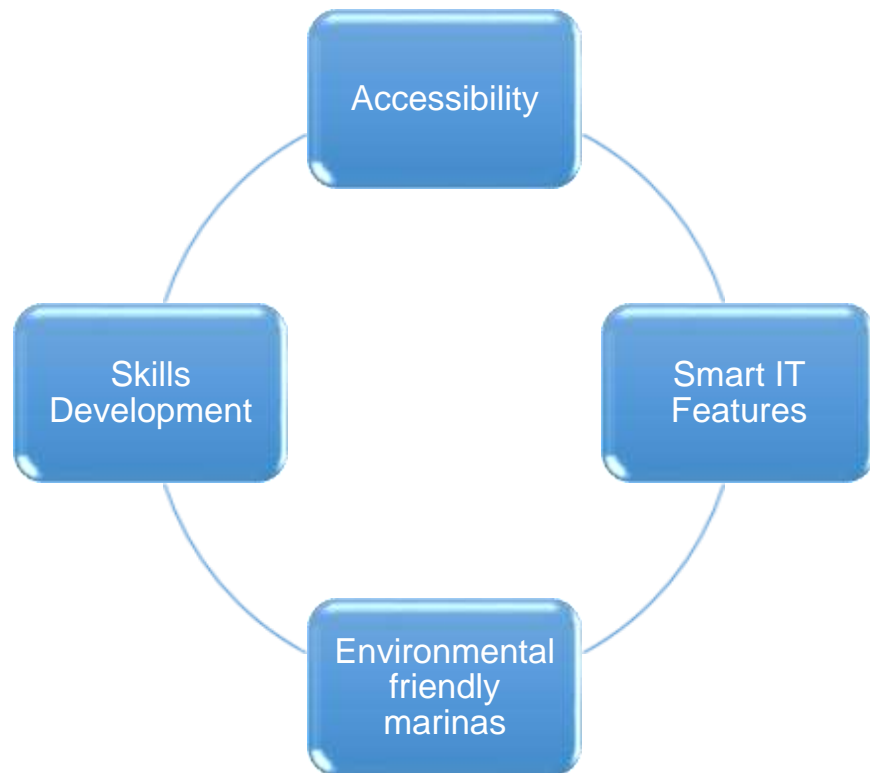 Accessibility
Skills
Development
Smart IT
Features
Environmental
friendly
marinas